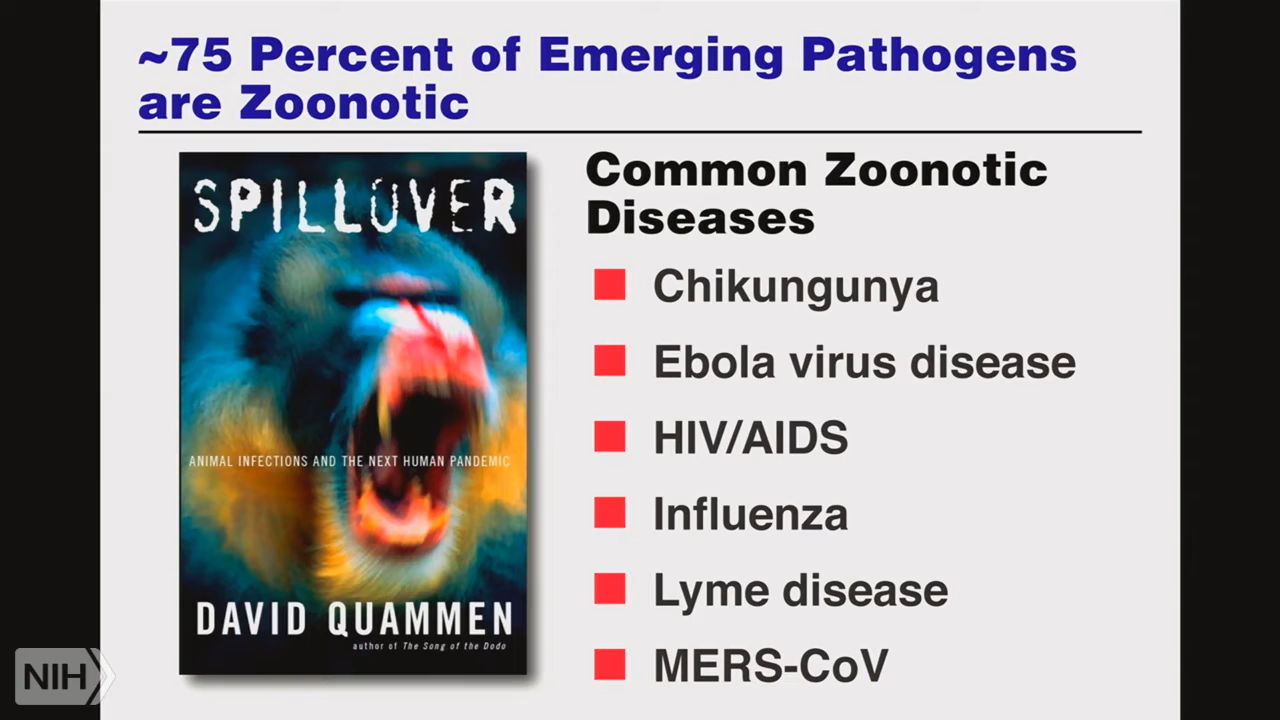 ~75 Percent of Emerging Pathogens
are Zoonotic
SPILLOVER
ANIMAL INFECTIONS AND THE NEXT HUMAN PANDEMIC
DAVID QUAMMEN
author of The Song of the Dodo
Common Zoonotic
Diseases
Chikungunya
Ebola virus disease
HIV/AIDS
Influenza
Lyme disease
MERS-CoV
NIH